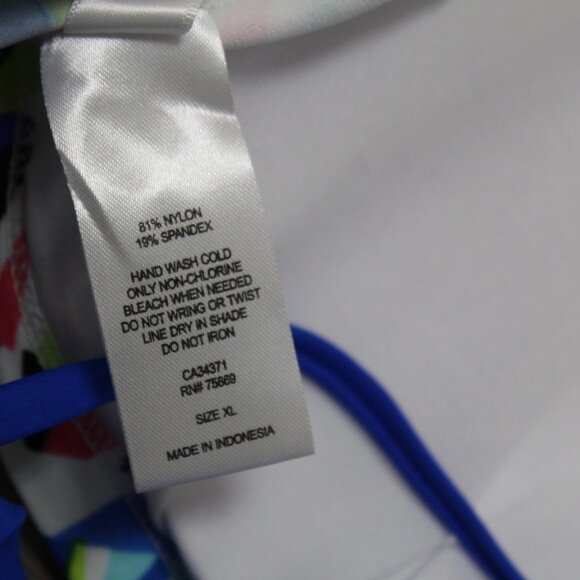 81% NYLON
19% SPANDEX
HAND WASH COLD
ONLY NON-CHLORINE
BLEACH WHEN NEEDED
DO NOT WRING OR TWIST
LINE DRY IN SHADE
DO NOT IRON
CA34371
RN# 75869
SIZE XL
MADE IN INDONESIA